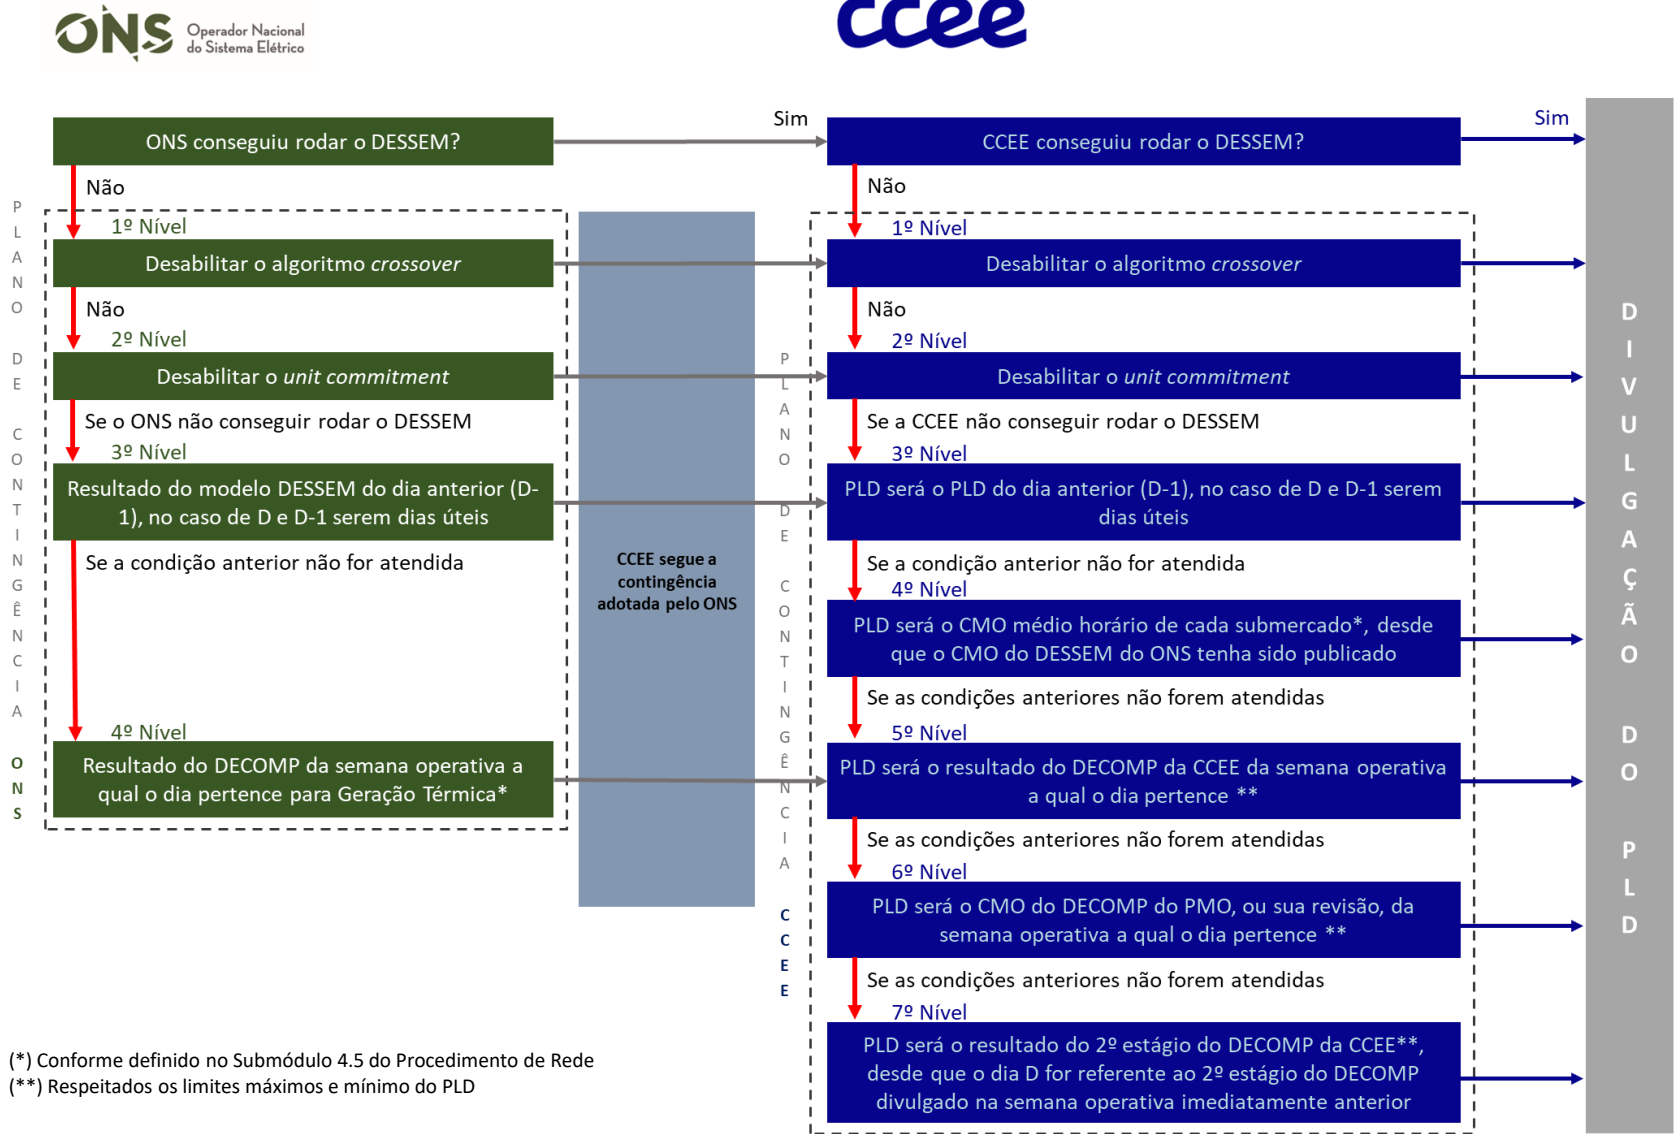 ONS Operador Nacional
do Sistema Elétrico
ccee
Sim
Sim
ONS conseguiu rodar o DESSEM?
CCEE conseguiu rodar o DESSEM?
Não
Não
1º Nível
1º Nível
Desabilitar o algoritmo crossover
Desabilitar o algoritmo crossover
Não
Não
2º Nível
2º Nível
Desabilitar o unit commitment
Desabilitar o unit commitment
Se o ONS não conseguir rodar o DESSEM
Se a CCEE não conseguir rodar o DESSEM
3º Nível
3º Nível
Resultado do modelo DESSEM do dia anterior (D-
1), no caso de D e D-1 serem dias úteis
PLD será o PLD do dia anterior (D-1), no caso de D e D-1 serem
dias úteis
Se a condição anterior não for atendida
Se a condição anterior não for atendida
CCEE segue a
contingência
adotada pelo ONS
4º Nível
PLD será o CMO médio horário de cada submercado*, desde
que o CMO do DESSEM do ONS tenha sido publicado
Se as condições anteriores não forem atendidas
4º Nível
5º Nível
Resultado do DECOMP da semana operativa a
qual o dia pertence para Geração Térmica*
PLD será o resultado do DECOMP da CCEE da semana operativa
a qual o dia pertence **
Se as condições anteriores não forem atendidas
6º Nível
PLD será o CMO do DECOMP do PMO, ou sua revisão, da
semana operativa a qual o dia pertence **
Se as condições anteriores não forem atendidas
7º Nível
PLD será o resultado do 2º estágio do DECOMP da CCEE**,
desde que o dia D for referente ao 2º estágio do DECOMP
divulgado na semana operativa imediatamente anterior
PLANO DE CONTINGÊNCIA ONS
PLANO DE CONTINGÊNCIA CCEE
DIVULGAÇÃO DO PLD
(*) Conforme definido no Submódulo 4.5 do Procedimento de Rede
(**) Respeitados os limites máximos e mínimo do PLD